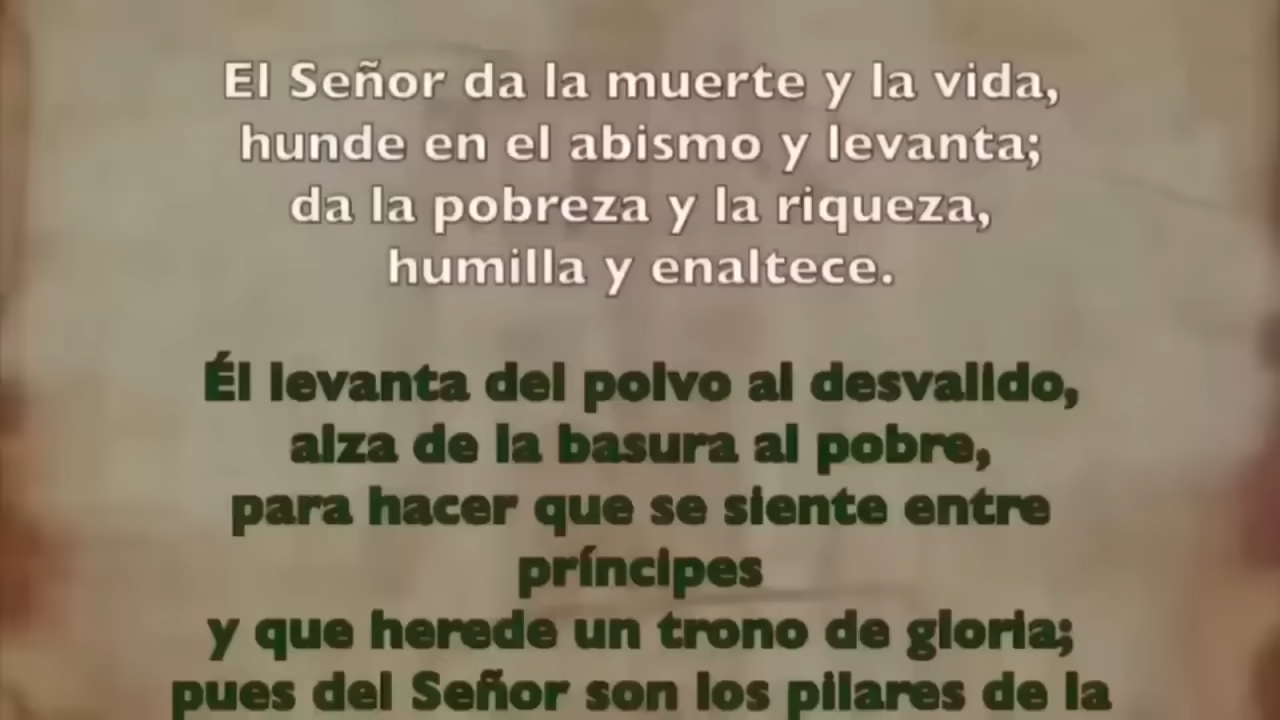 El Señor da la muerte y la vida,
hunde en el abismo y levanta;
da la pobreza y la riqueza,
humilla y enaltece.
Él levanta del polvo al desvalido,
alza de la basura al pobre,
para hacer que se siente entre
príncipes
y que herede un trono de gloria;
pues del Señor son los pilares de la